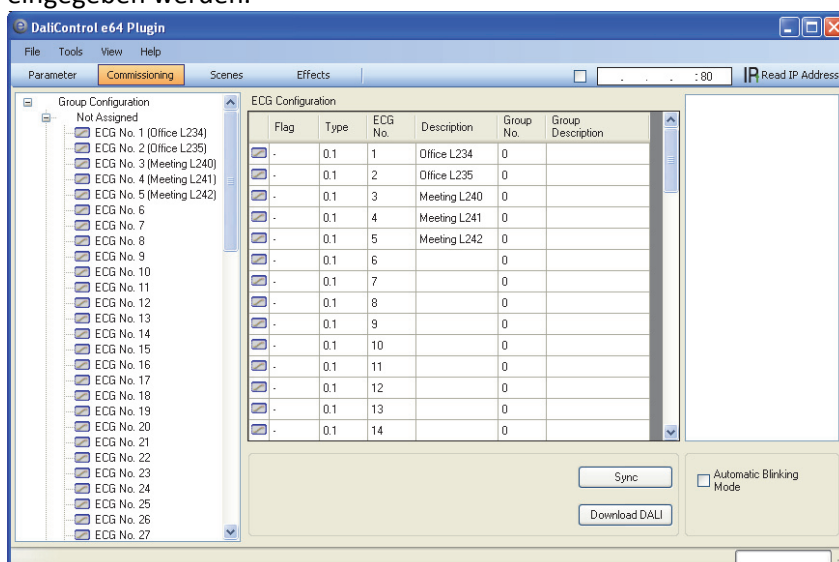 eingegeben werden.
DaliControl e64 Plugin
File Tools View Help
Parameter Commissioning Scenes Effects . . . : 80 IP Read IP Address
Group Configuration
Not Assigned
ECG No. 1 (Office L234)
ECG No. 2 (Office L235)
ECG No. 3 (Meeting L240)
ECG No. 4 (Meeting L241)
ECG No. 5 (Meeting L242)
ECG No. 6
ECG No. 7
ECG No. 8
ECG No. 9
ECG No. 10
ECG No. 11
ECG No. 12
ECG No. 13
ECG No. 14
ECG No. 15
ECG No. 16
ECG No. 17
ECG No. 18
ECG No. 19
ECG No. 20
ECG No. 21
ECG No. 22
ECG No. 23
ECG No. 24
ECG No. 25
ECG No. 26
ECG No. 27
ECG Configuration
Flag Type ECG No. Description Group No. Group Description
- 0.1 1 Office L234 0
- 0.1 2 Office L235 0
- 0.1 3 Meeting L240 0
- 0.1 4 Meeting L241 0
- 0.1 5 Meeting L242 0
- 0.1 6 0
- 0.1 7 0
- 0.1 8 0
- 0.1 9 0
- 0.1 10 0
- 0.1 11 0
- 0.1 12 0
- 0.1 13 0
- 0.1 14 0
Sync
Download DALI
Automatic Blinking
Mode